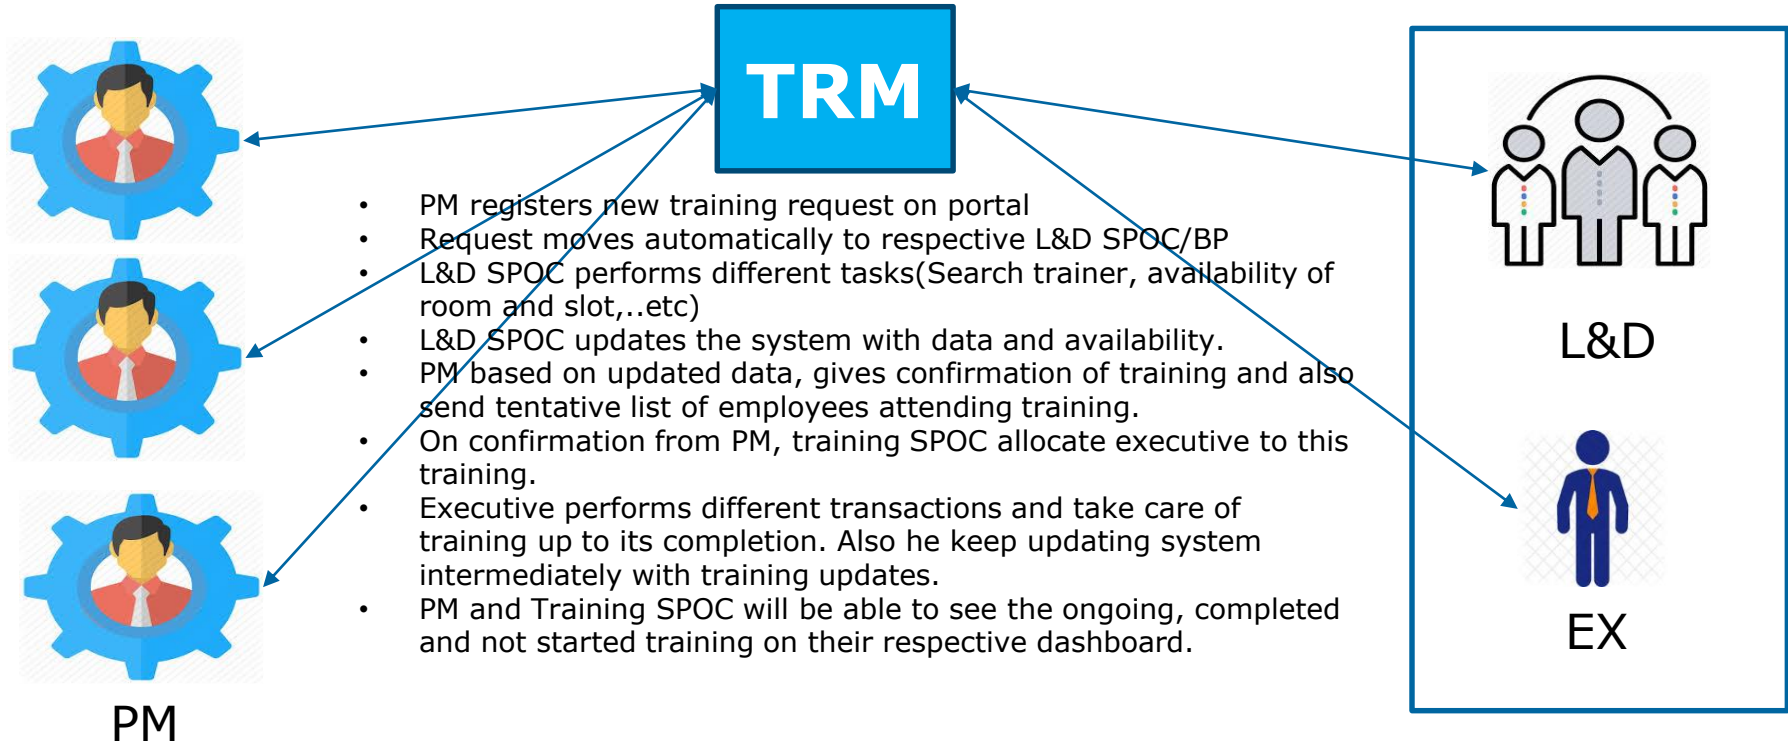 TRM
• PM registers new training request on portal
• Request moves automatically to respective L&D SPOC/BP
• L&D SPOC performs different tasks(Search trainer, availability of
room and slot,..etc)
• L&D SPOC updates the system with data and availability.
• PM based on updated data, gives confirmation of training and also
send tentative list of employees attending training.
• On confirmation from PM, training SPOC allocate executive to this
training.
• Executive performs different transactions and take care of
training up to its completion. Also he keep updating system
intermediately with training updates.
• PM and Training SPOC will be able to see the ongoing, completed
and not started training on their respective dashboard.
PM
L&D
EX